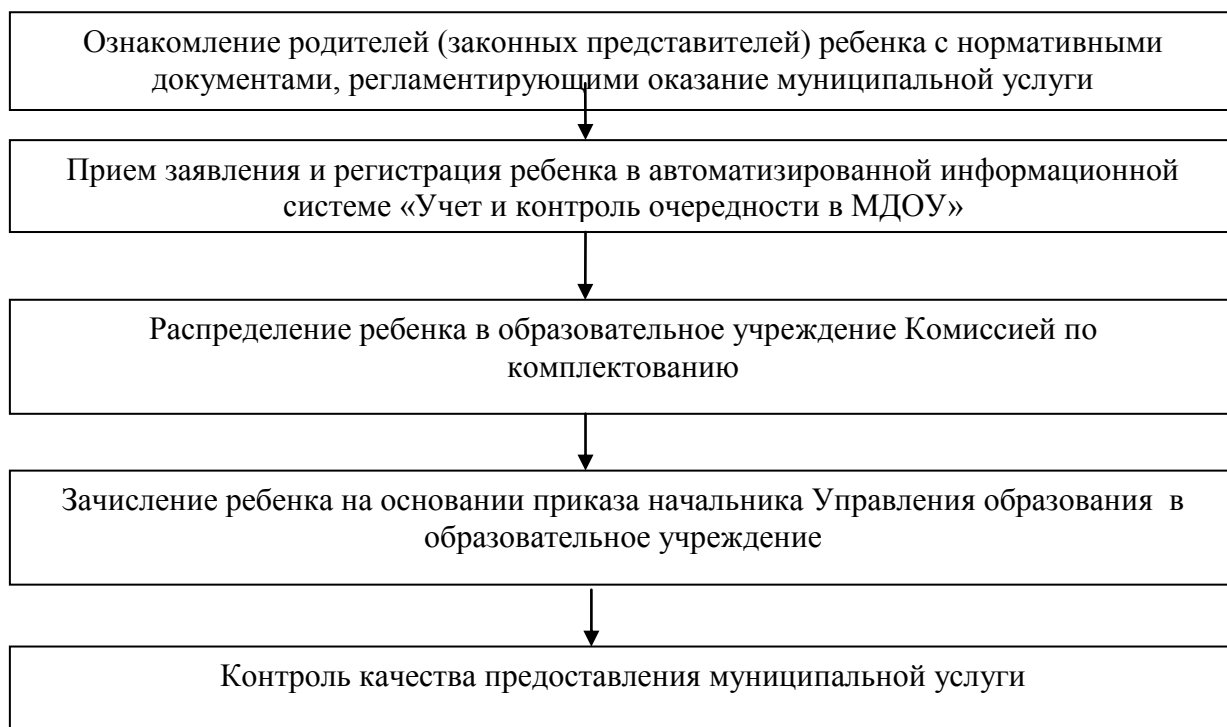 Ознакомление родителей (законных представителей) ребенка с нормативными
документами, регламентирующими оказание муниципальной услуги
Прием заявления и регистрация ребенка в автоматизированной информационной
системе «Учет и контроль очередности в МДОУ»
Распределение ребенка в образовательное учреждение Комиссией по
комплектованию
Зачисление ребенка на основании приказа начальника Управления образования в
образовательное учреждение
Контроль качества предоставления муниципальной услуги